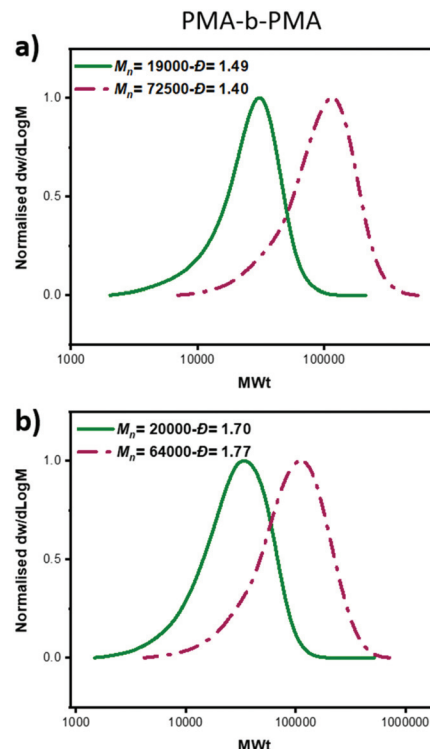 PMA-b-PMA
a)
Mn= 19000-Đ= 1.49
Mn= 72500-Đ= 1.40
Normalised dw/dLogM
1.0
0.5
0.0
1000
10000
100000
MWt
b)
Mn= 20000-Đ= 1.70
Mn= 64000-Đ= 1.77
Normalised dw/dLogM
1.0
0.5
0.0
1000
10000
100000
1000000
MWt